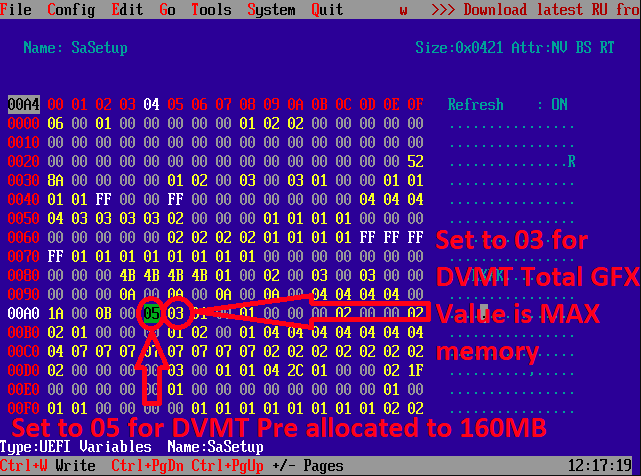 File Config Edit Go Tools System Quit w >>> Download latest RU fro
Name: SaSetup Size:0x0421 Attr:NV BS RT
00A4 00 01 02 03 04 05 06 07 08 09 0A 0B 0C 0D 0E 0F Refresh : ON
0000 06 00 01 00 00 00 00 00 01 02 02 00 00 00 00 00 ................
0010 00 00 00 00 00 00 00 00 00 00 00 00 00 00 00 00 ................
0020 00 00 00 00 00 00 00 00 00 00 00 00 00 00 00 52 ...............R
0030 8A 00 00 00 00 01 02 00 03 00 03 01 00 00 01 01 ................
0040 01 01 FF 00 00 FF 00 00 00 00 00 00 00 04 04 04 ................
0050 04 03 03 03 03 02 00 00 00 01 01 01 01 00 00 00 ................
0060 00 00 00 00 00 02 02 02 02 01 01 01 01 FF FF FF
0070 FF 01 01 01 01 01 01 01 00 00 00 00 00 00 00 00
0080 00 00 00 4B 4B 4B 4B 01 00 02 00 03 00 03 00 00
0090 00 00 00 0A 00 0A 00 0A 00 0A 00 04 04 04 04 00
00A0 1A 00 0B 00 05 03 01 00 01 00 00 02 00 00 02
00B0 02 01 00 00 01 02 00 01 04 04 04 04 04 04 04
00C0 04 07 07 07 07 07 07 07 02 02 02 02 02 02 02 02
00D0 02 00 00 00 00 03 00 01 01 04 2C 01 00 00 02 1F
00E0 00 00 00 00 00 01 00 00 00 00 00 00 00 00 01 00
00F0 01 01 00 00 00 01 01 01 01 01 01 01 01 01 01 01
Set to 03 for
DVMT Total GFX
Value is MAX
memory
Set to 05 for DVMT Pre allocated to 160MB
Type:UEFI Variables Name:SaSetup
Ctrl+W Write Ctrl+PgDn Ctrl+PgUp +/- Pages 12:17:19